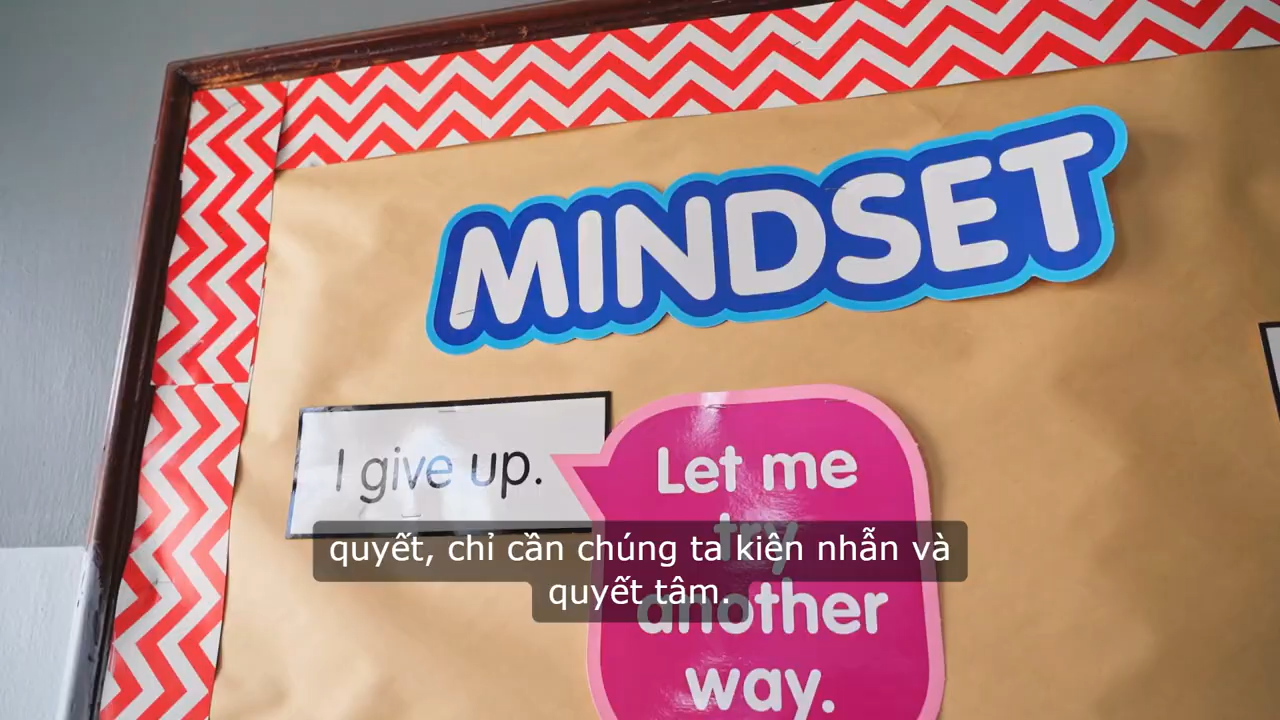 MINDSET
I give up.
Let me
try
another
way.
quyết, chỉ cần chúng ta kiên nhẫn và
quyết tâm.